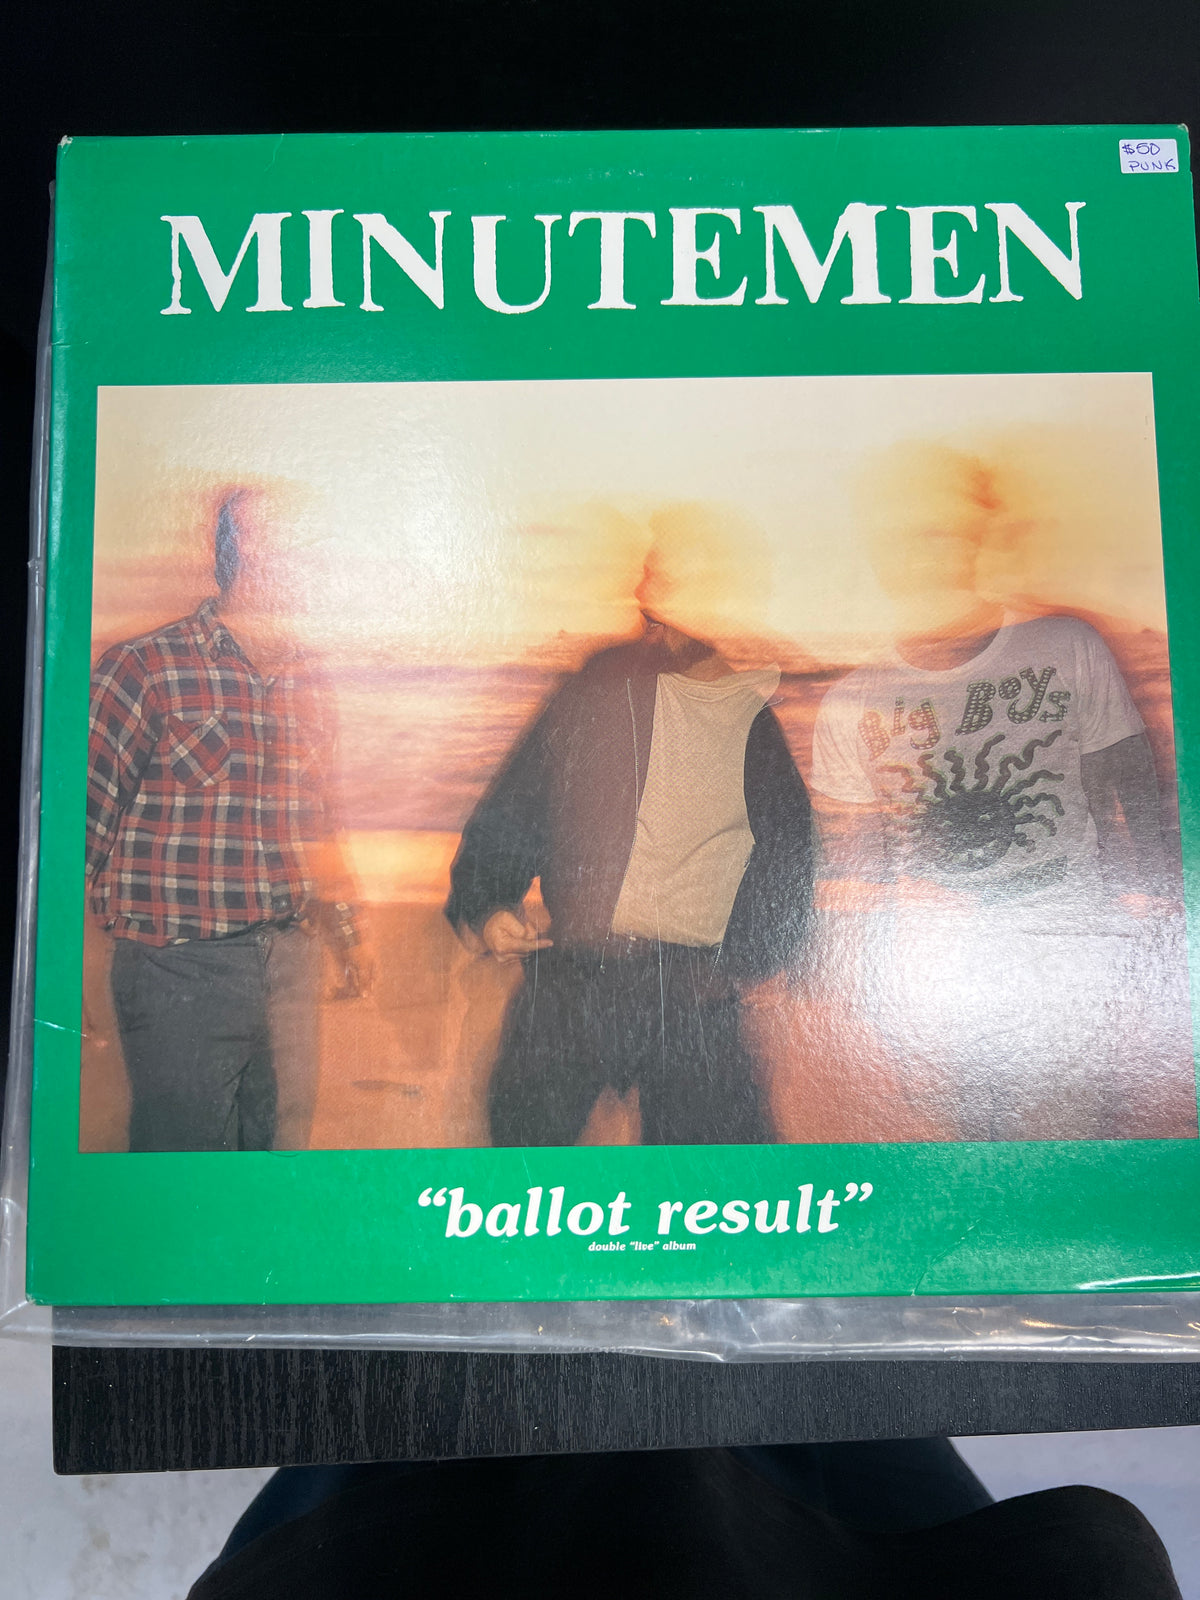 $50
PUNK
MINUTEMEN
Big Boys
“ballot result”
double “live” album